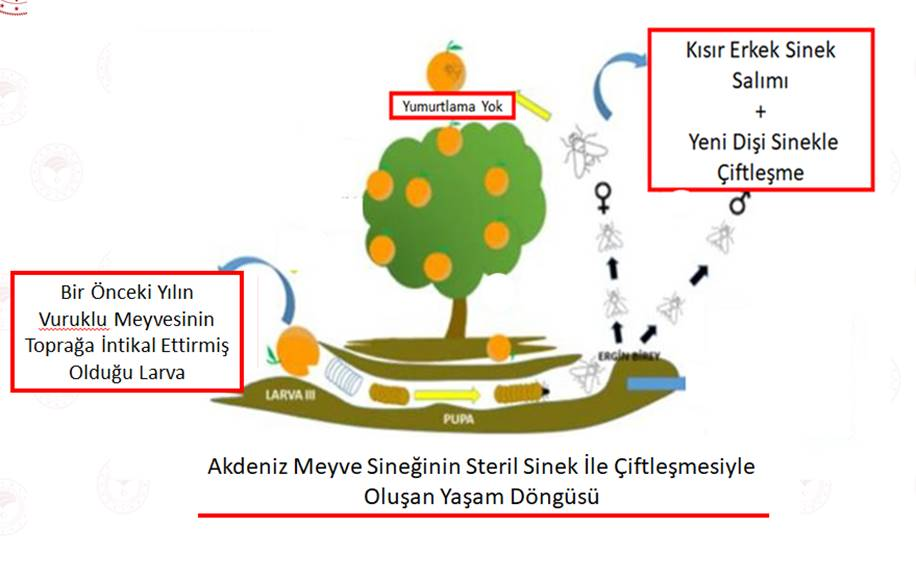 Kısır Erkek Sinek
Salımı
+
Yeni Dişi Sinekle
Çiftleşme
Yumurtlama Yok
♀
♂
Bir Önceki Yılın
Vuruklu Meyvesinin
Toprağa İntikal Ettirmiş
Olduğu Larva
ERGİN BİREY
LARVA III
PUPA
Akdeniz Meyve Sineğinin Steril Sinek İle Çiftleşmesiyle
Oluşan Yaşam Döngüsü